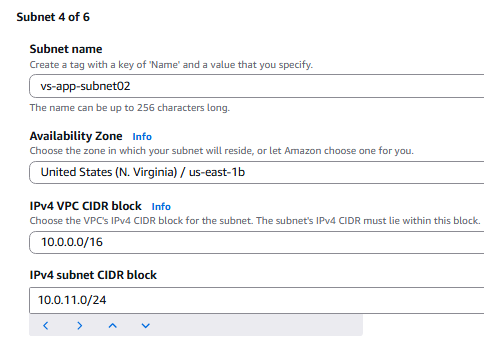 Subnet 4 of 6
Subnet name
Create a tag with a key of 'Name' and a value that you specify.
vs-app-subnet02
The name can be up to 256 characters long.
Availability Zone Info
Choose the zone in which your subnet will reside, or let Amazon choose one for you.
United States (N. Virginia) / us-east-1b
IPv4 VPC CIDR block Info
Choose the VPC's IPv4 CIDR block for the subnet. The subnet's IPv4 CIDR must lie within this block.
10.0.0.0/16
IPv4 subnet CIDR block
10.0.11.0/24